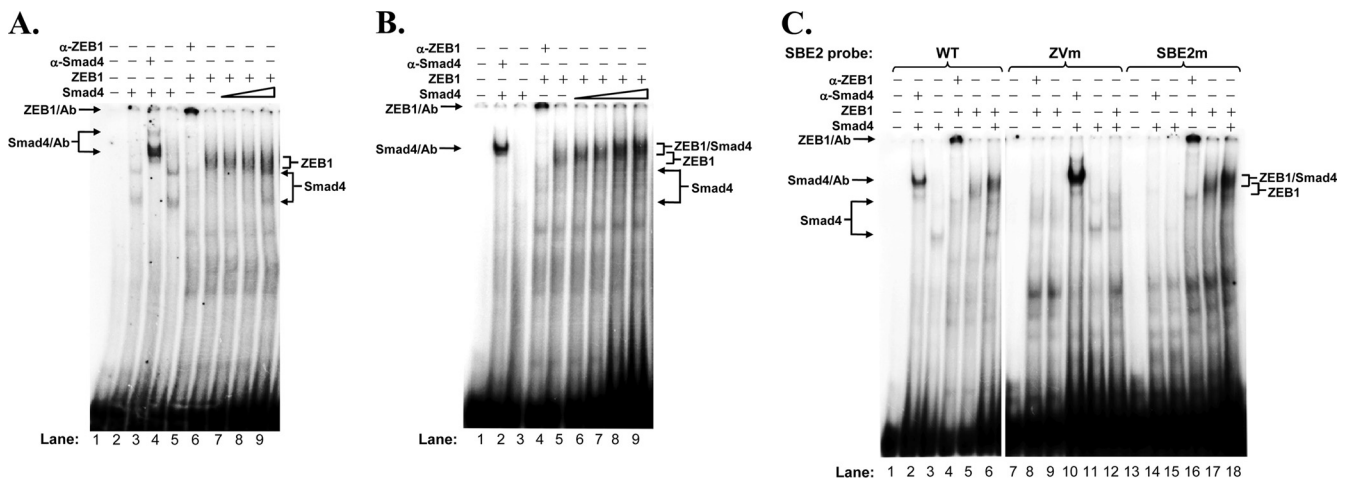 A.
α-ZEB1 – – – – + – – – –
α-Smad4 – – + – – – – – –
ZEB1 – – – – + + + + +
Smad4 – + + + – –
ZEB1/Ab
Smad4/Ab
ZEB1
Smad4
Lane: 1 2 3 4 5 6 7 8 9
B.
α-ZEB1 – – – + – – – – –
α-Smad4 – + – – – – – – –
ZEB1 – – – + + + + + +
Smad4 – + + – –
ZEB1/Ab
Smad4/Ab
ZEB1/Smad4
ZEB1
Smad4
Lane: 1 2 3 4 5 6 7 8 9
C.
SBE2 probe: WT ZVm SBE2m
α-ZEB1 – – – + – – – + – – – – – – – + – –
α-Smad4 – + – – – – – – – + – – – + – – – –
ZEB1 – – – + + + – + + – – + – – – + + +
Smad4 – + + – – + – – – + + + – + + + – +
ZEB1/Ab
Smad4/Ab
Smad4
ZEB1/Smad4
ZEB1
Lane: 1 2 3 4 5 6 7 8 9 10 11 12 13 14 15 16 17 18